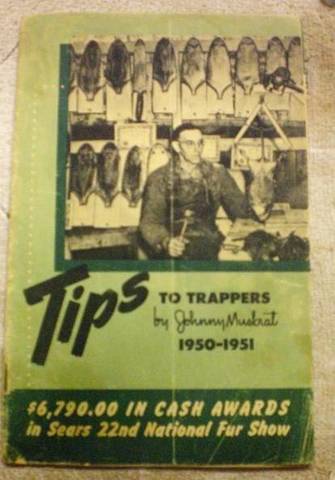 Tips TO TRAPPERS
by Johnny Muskrat
1950-1951
$6,790.00 IN CASH AWARDS
in Sears 22nd National Fur Show